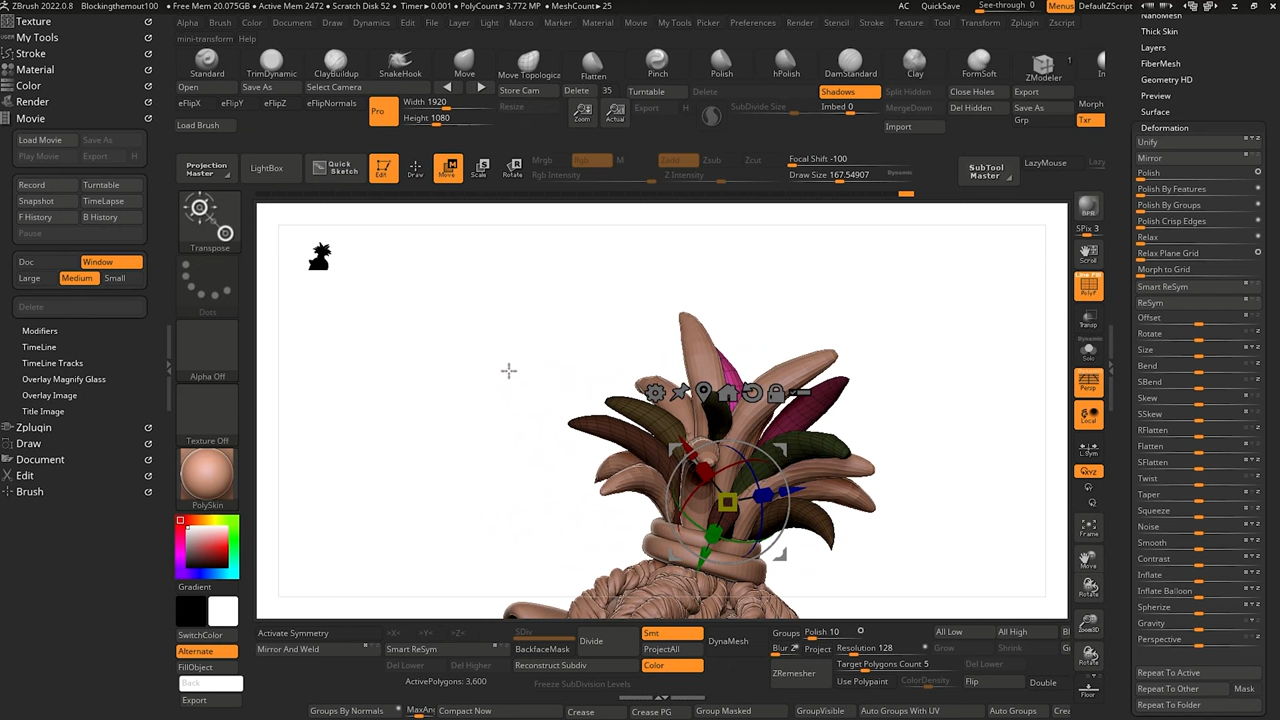 ZBrush 2022.0.8 Blockingthemout100 • Free Mem 20.075GB • Active Mem 2472 • Scratch Disk 52 • Timer▶0.001 • PolyCount▶3.772 MP • MeshCount▶25 AC QuickSave See-through 0 Menus DefaultZScript
Alpha Brush Color Document Draw Dynamics Edit File Layer Light Macro Marker Material Movie My Tools Picker Preferences Render Stencil Stroke Texture Tool Transform Zplugin Zscript
mini-transform Help
Standard TrimDynamic ClayBuildup SnakeHook Move Move Topologica Flatten Pinch Polish hPolish DamStandard Clay FormSoft ZModeler 1 In
Open Save As Select Camera Store Cam Delete 35 Turntable Delete Shadows Split Hidden Close Holes Export Morph
eFlipX eFlipY eFlipZ eFlipNormals Pro Width 1920 Resize Zoom Actual Export H SubDivide Size Imbed 0 MergeDown Del Hidden Save As
Height 1080 Grp Txr
Load Brush Import
Projection Master LightBox Quick Sketch Edit Draw Move Scale Rotate Mrgb Rgb M Zadd Zsub Zcut Focal Shift -100 SubTool Master LazyMouse Lazy
Rgb Intensity Z Intensity Draw Size 167.54907 Dynamic
Texture
My Tools
Stroke
Material
Color
Render
Movie
Load Movie Save As
Play Movie Export H
Record Turntable
Snapshot TimeLapse
F History B History
Pause
Doc Window
Large Medium Small
Delete
Modifiers
TimeLine
TimeLine Tracks
Overlay Magnify Glass
Overlay Image
Title Image
Zplugin
Draw
Document
Edit
Brush
Transpose
Dots
Alpha Off
Texture Off
PolySkin
Gradient
SwitchColor
Alternate
FillObject
Back
Export
BPR
SPix 3
Scroll
Line Fill
PolyF
Transp
Dynamic
Solo
Dynamic
Persp
Local
L.Sym
XYZ
Frame
Move
Rotate
Zoom3D
Rotate
Floor
NanoMesh
Thick Skin
Layers
FiberMesh
Geometry HD
Preview
Surface
Deformation
Unify
Mirror
Polish
Polish By Features
Polish By Groups
Polish Crisp Edges
Relax
Relax Plane Grid
Morph to Grid
Smart ReSym
ReSym
Offset
Rotate
Size
Bend
SBend
Skew
SSkew
RFlatten
Flatten
SFlatten
Twist
Taper
Squeeze
Noise
Smooth
Contrast
Inflate
Inflate Balloon
Spherize
Gravity
Perspective
Repeat To Active
Repeat To Other Mask
Repeat To Folder
Activate Symmetry >X< >Y< >Z< SDiv Divide Smt DynaMesh Groups Polish 10 All Low All High Bl
Mirror And Weld Smart ReSym BackfaceMask ProjectAll Blur 2 Project Resolution 128 Grow Shrink Gr
Del Lower Del Higher Reconstruct Subdiv Color ZRemesher Target Polygons Count 5 Del Lower
ActivePolygons: 3,600 Freeze SubDivision Levels Use Polypaint ColorDensity Flip Double
Groups By Normals MaxAn Compact Now Crease Crease PG Group Masked GroupVisible Auto Groups With UV Auto Groups Crea